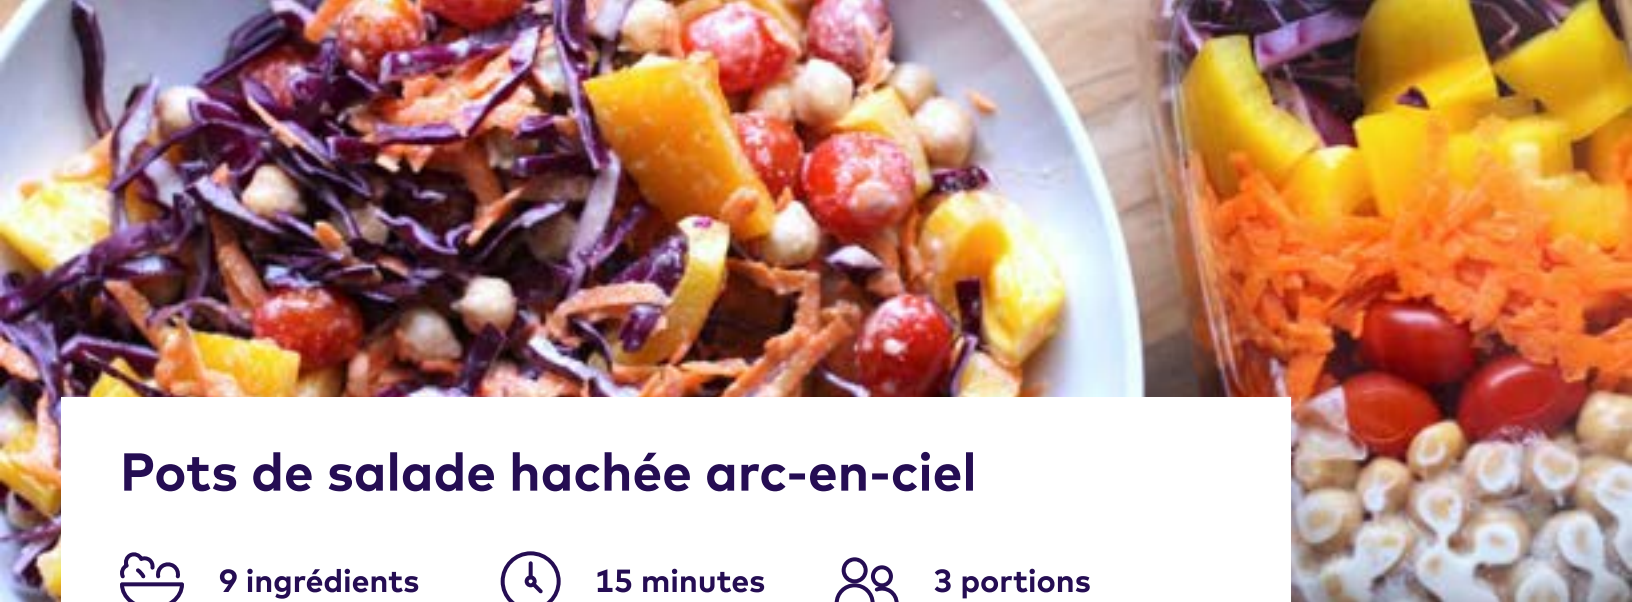 Pots de salade hachée arc-en-ciel
9 ingrédients 15 minutes 3 portions